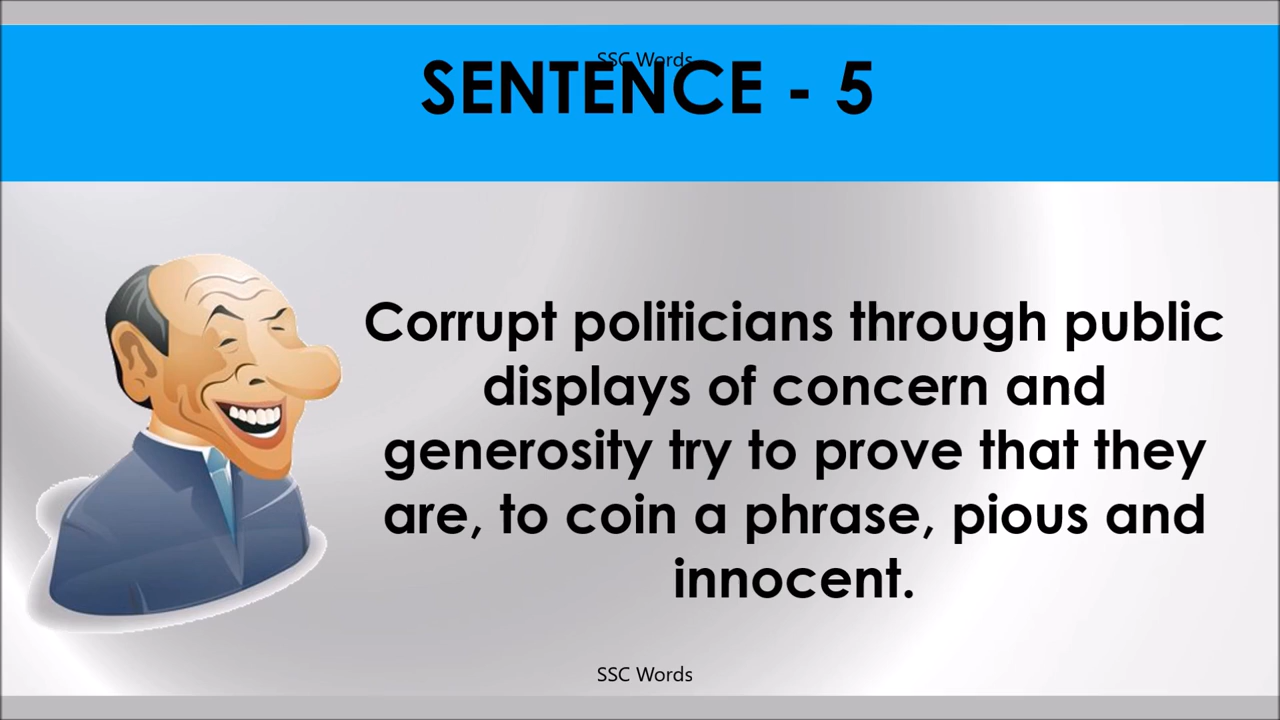 SSC Words
SENTENCE - 5
Corrupt politicians through public
displays of concern and
generosity try to prove that they
are, to coin a phrase, pious and
innocent.
SSC Words